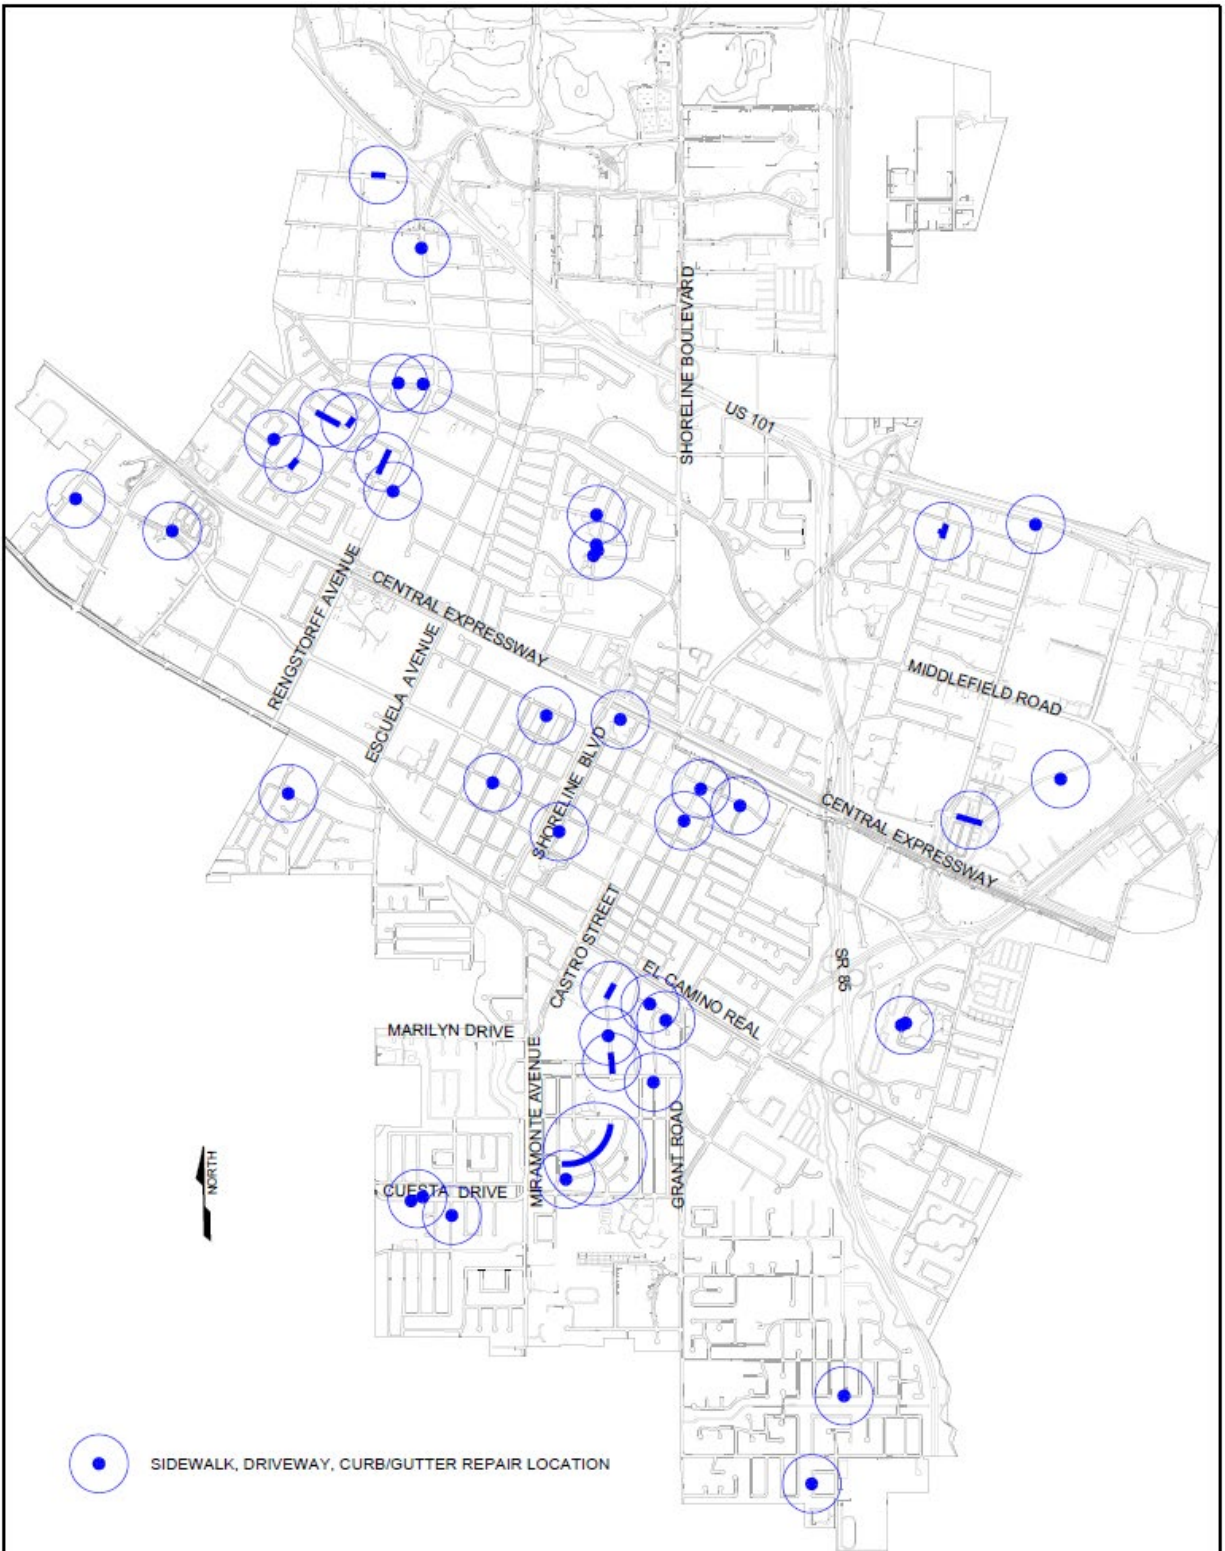 SHORELINE BOULEVARD
US 101
CENTRAL EXPRESSWAY
RENGSTORFF AVENUE
ESCUELA AVENUE
MIDDLEFIELD ROAD
SHORELINE BLVD
CENTRAL EXPRESSWAY
CASTRO STREET
EL CAMINO REAL
SR 85
MARILYN DRIVE
MIRAMONTE AVENUE
GRANT ROAD
NORTH
CUESTA DRIVE
SIDEWALK, DRIVEWAY, CURB/GUTTER REPAIR LOCATION